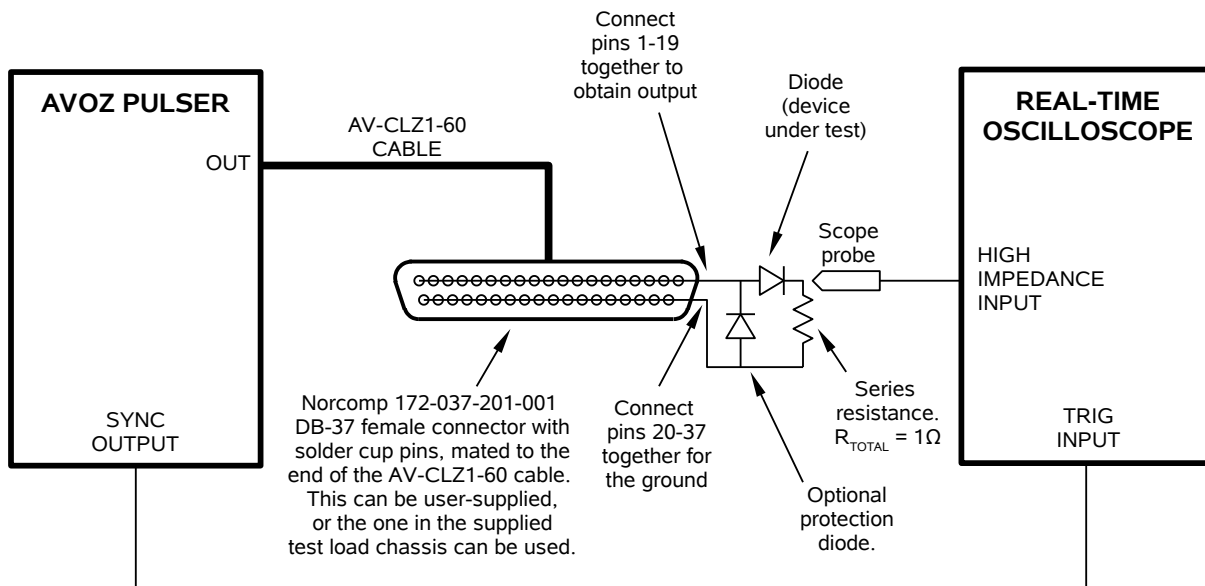 AVOZ PULSER
OUT
SYNC
OUTPUT
AV-CLZ1-60
CABLE
Connect
pins 1-19
together to
obtain output
Diode
(device
under test)
Scope
probe
REAL-TIME
OSCILLOSCOPE
HIGH
IMPEDANCE
INPUT
TRIG
INPUT
Norcomp 172-037-201-001
DB-37 female connector with
solder cup pins, mated to the
end of the AV-CLZ1-60 cable.
This can be user-supplied,
or the one in the supplied
test load chassis can be used.
Connect
pins 20-37
together for
the ground
Series
resistance.
R_TOTAL = 1Ω
Optional
protection
diode.